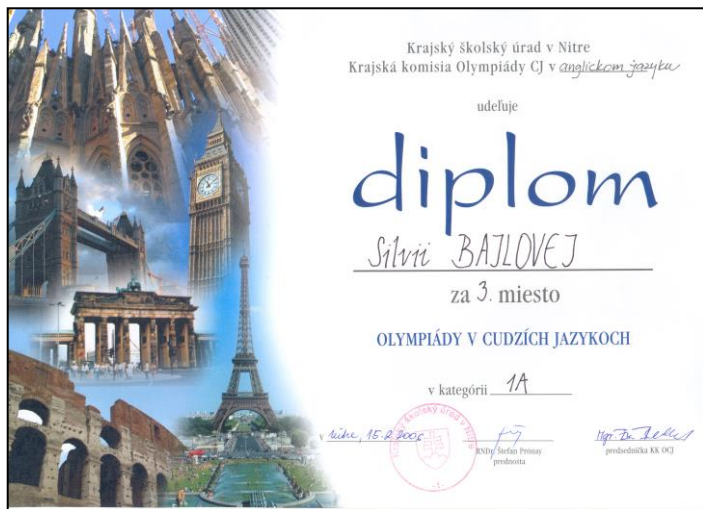 Krajský školský úrad v Nitre
Krajská komisia Olympiády CJ v anglickom jazyku
udeľuje
diplom
Silvii BAJLOVEJ
za 3. miesto
OLYMPIÁDY V CUDZÍCH JAZYKOCH
v kategórii 1A
v Nitre, 15.2.2005
RNDr. Štefan Prónay
prednosta
predsedníčka KK OCJ